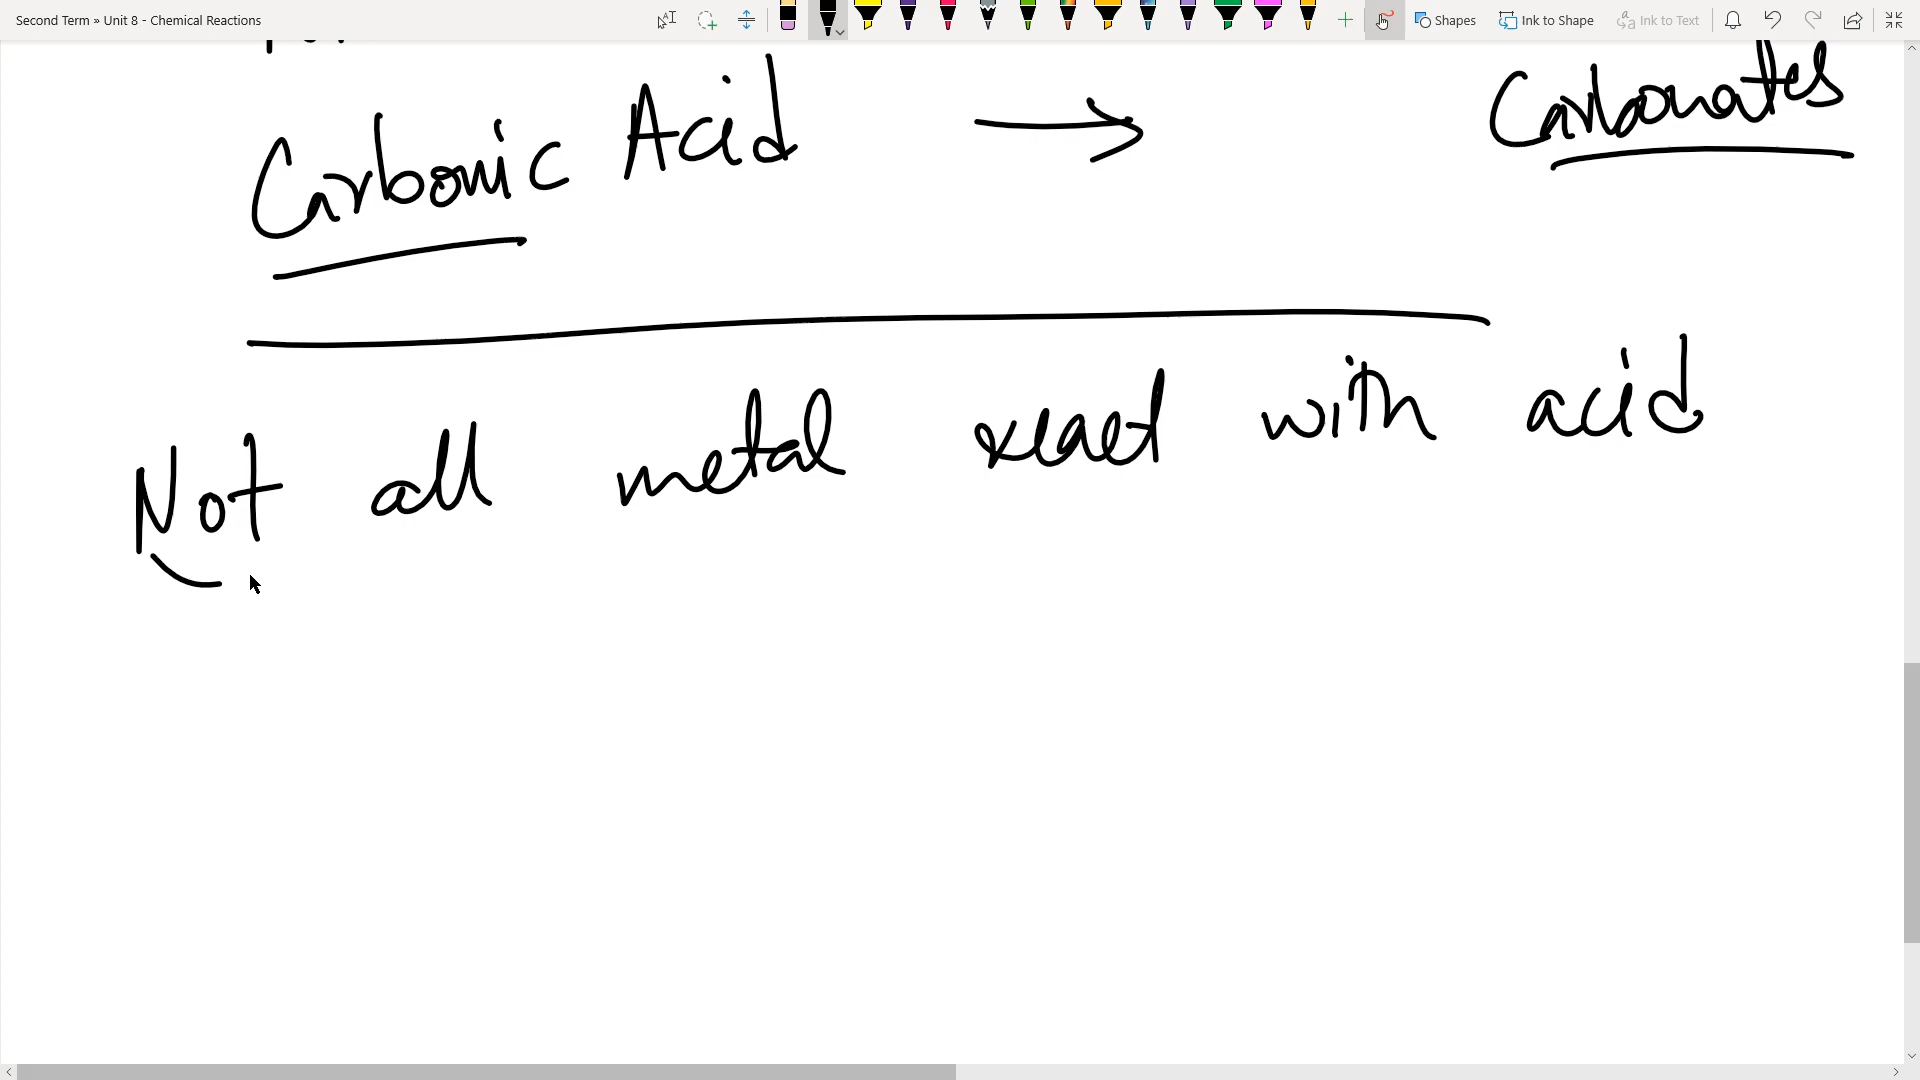 Second Term » Unit 8 - Chemical Reactions
Shapes
Ink to Shape
Ink to Text
Carbonic Acid → Carbonates
Not all metal react with acid